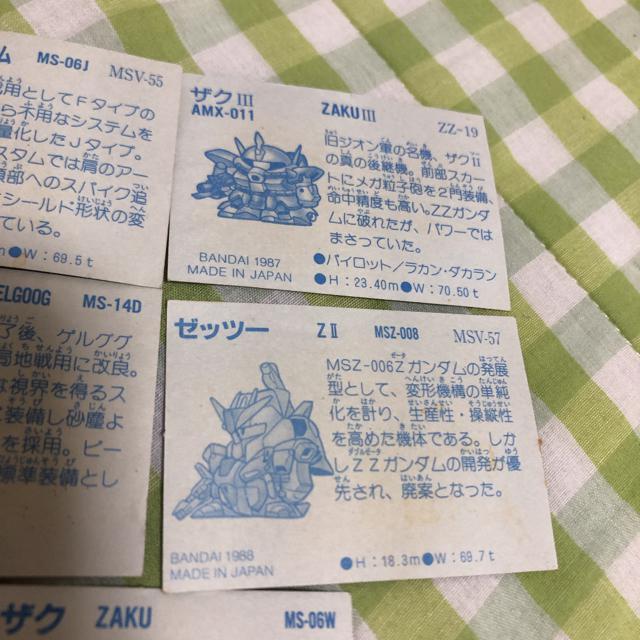 ム MS-06J MSV-55
用としてFタイプの
ら不用なシステムを
量化したJタイプ。
タムでは肩のアー
頭部へのスパイク追
シールド形状の変
ている。
●W:69.5t
ザクⅢ ZAKUⅢ ZZ-19
AMX-011
旧ジオン軍の名機、ザクⅡ
の真の後継機。前部スカー
トにメガ粒子砲を2門装備、
命中精度も高い。ZZガンダ
ムに破れたが、パワーでは
まさっていた。
●パイロット/ラカン・ダカラン
●H:23.40m●W:70.50t
BANDAI 1987
MADE IN JAPAN
ELGOOG MS-14D
了後、ゲルググ
局地戦用に改良。
な視界を得るス
装備し砂塵よ
を採用。ビー
標準装備とし
ゼッツー ZⅡ MSZ-008 MSV-57
MSZ-006Zガンダムの発展
型として、変形機構の単純
化を計り、生産性・操縦性
を高めた機体である。しか
しZZガンダムの開発が優
先され、廃案となった。
●H:18.3m●W:69.7t
BANDAI 1988
MADE IN JAPAN
ザク ZAKU MS-06W